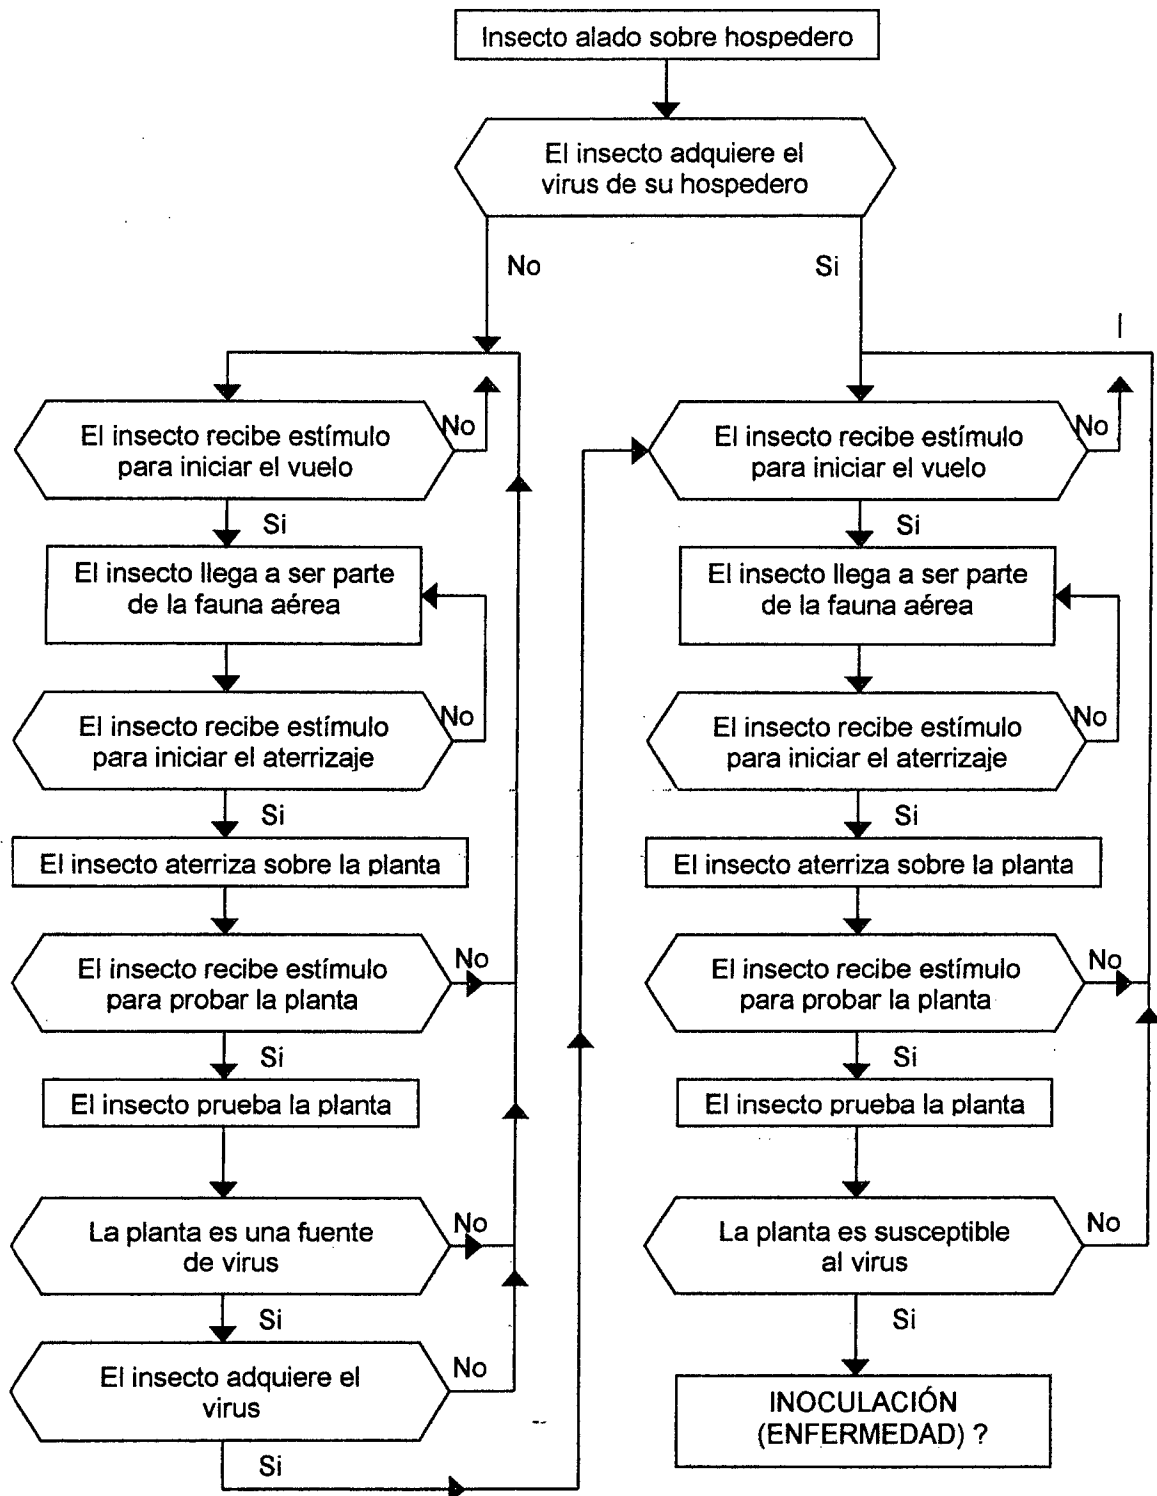 Insecto alado sobre hospedero
El insecto adquiere el
virus de su hospedero
No
Si
El insecto recibe estímulo
para iniciar el vuelo
No
Si
El insecto llega a ser parte
de la fauna aérea
El insecto recibe estímulo
para iniciar el aterrizaje
No
Si
El insecto aterriza sobre la planta
El insecto recibe estímulo
para probar la planta
No
Si
El insecto prueba la planta
La planta es una fuente
de virus
No
Si
El insecto adquiere el
virus
No
Si
El insecto recibe estímulo
para iniciar el vuelo
No
Si
El insecto llega a ser parte
de la fauna aérea
El insecto recibe estímulo
para iniciar el aterrizaje
No
Si
El insecto aterriza sobre la planta
El insecto recibe estímulo
para probar la planta
No
Si
El insecto prueba la planta
La planta es susceptible
al virus
No
Si
INOCULACIÓN
(ENFERMEDAD) ?